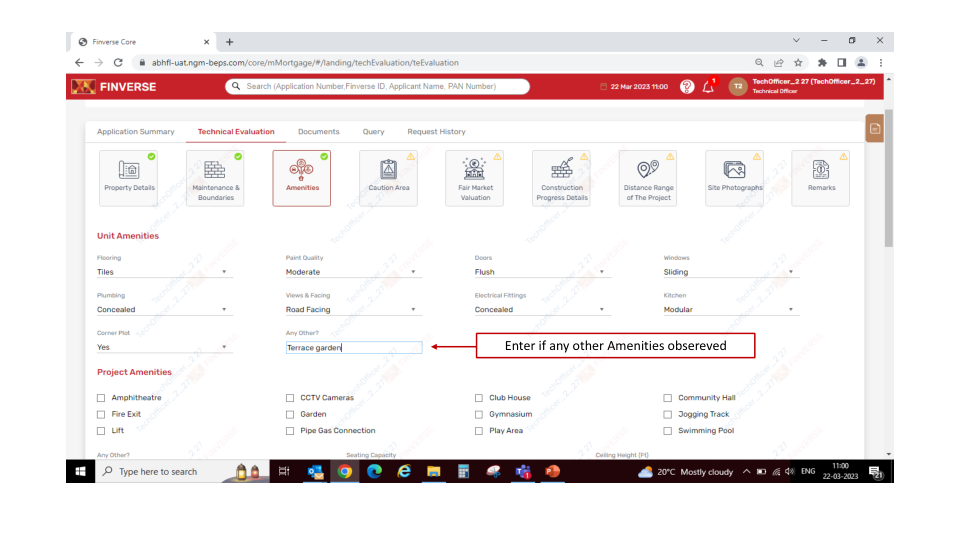 Finverse Core
abhfl-uat.ngm-beps.com/core/mMortgage/#/landing/techEvaluation/teEvaluation
FINVERSE
Search (Application Number,Finverse ID, Applicant Name, PAN Number)
22 Mar 2023 11:00
1
T2
TechOfficer_2 27 (TechOfficer_2_27)
Technical Officer
Application Summary Technical Evaluation Documents Query Request History
Property Details
Maintenance & Boundaries
Amenities
Caution Area
Fair Market Valuation
Construction Progress Details
Distance Range of The Project
Site Photographs
Remarks
Unit Amenities
Flooring Paint Quality Doors Windows
Tiles Moderate Flush Sliding
Plumbing Views & Facing Electrical Fittings Kitchen
Concealed Road Facing Concealed Modular
Corner Plot Any Other?
Yes Terrace garden
Enter if any other Amenities obsereved
Project Amenities
Amphitheatre CCTV Cameras Club House Community Hall
Fire Exit Garden Gymnasium Jogging Track
Lift Pipe Gas Connection Play Area Swimming Pool
Any Other? Seating Capacity Ceiling Height (Ft)
Type here to search
20°C Mostly cloudy
ENG
11:00
22-03-2023
21